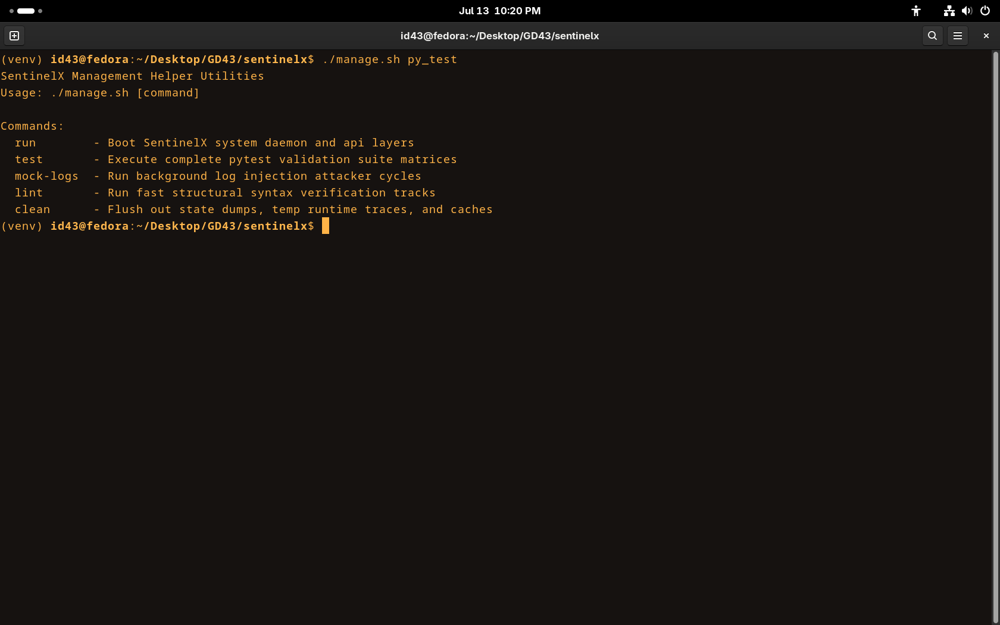 Jul 13 10:20 PM
id43@fedora:~/Desktop/GD43/sentinelx
(venv) id43@fedora:~/Desktop/GD43/sentinelx$ ./manage.sh py_test
SentinelX Management Helper Utilities
Usage: ./manage.sh [command]
Commands:
  run        - Boot SentinelX system daemon and api layers
  test       - Execute complete pytest validation suite matrices
  mock-logs  - Run background log injection attacker cycles
  lint       - Run fast structural syntax verification tracks
  clean      - Flush out state dumps, temp runtime traces, and caches
(venv) id43@fedora:~/Desktop/GD43/sentinelx$